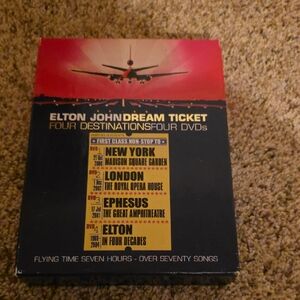 ELTON JOHN DREAM TICKET
FOUR DESTINATIONS FOUR DVDs
FIRST CLASS NON-STOP TO
NEW YORK
MADISON SQUARE GARDEN
LONDON
THE ROYAL OPERA HOUSE
EPHESUS
THE GREAT AMPHITHEATRE
ELTON
IN FOUR DECADES
FLYING TIME SEVEN HOURS - OVER SEVENTY SONGS